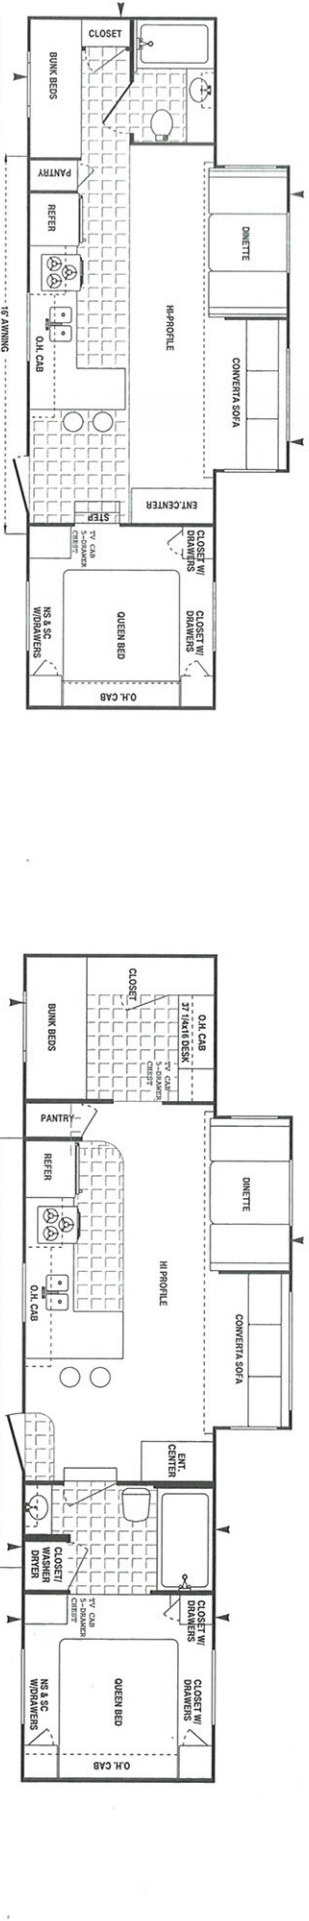 CLOSET
BUNK BEDS
PANTRY
REFER
DINETTE
16' AWNING
O.H. CAB
HI-PROFILE
CONVERTA SOFA
STEP
ENT.CENTER
TV CAB
5-DRAWER
CHEST
CLOSET W/
DRAWERS
NS & SC
W/DRAWERS
QUEEN BED
CLOSET W/
DRAWERS
O.H. CAB
CLOSET
O.H. CAB
37 1/4x16 DESK
BUNK BEDS
TV CAB
5-DRAWER
CHEST
PANTRY
REFER
DINETTE
O.H. CAB
HI PROFILE
CONVERTA SOFA
ENT.
CENTER
CLOSET/
WASHER
DRYER
TV CAB
5-DRAWER
CHEST
CLOSET W/
DRAWERS
NS & SC
W/DRAWERS
QUEEN BED
CLOSET W/
DRAWERS
O.H. CAB